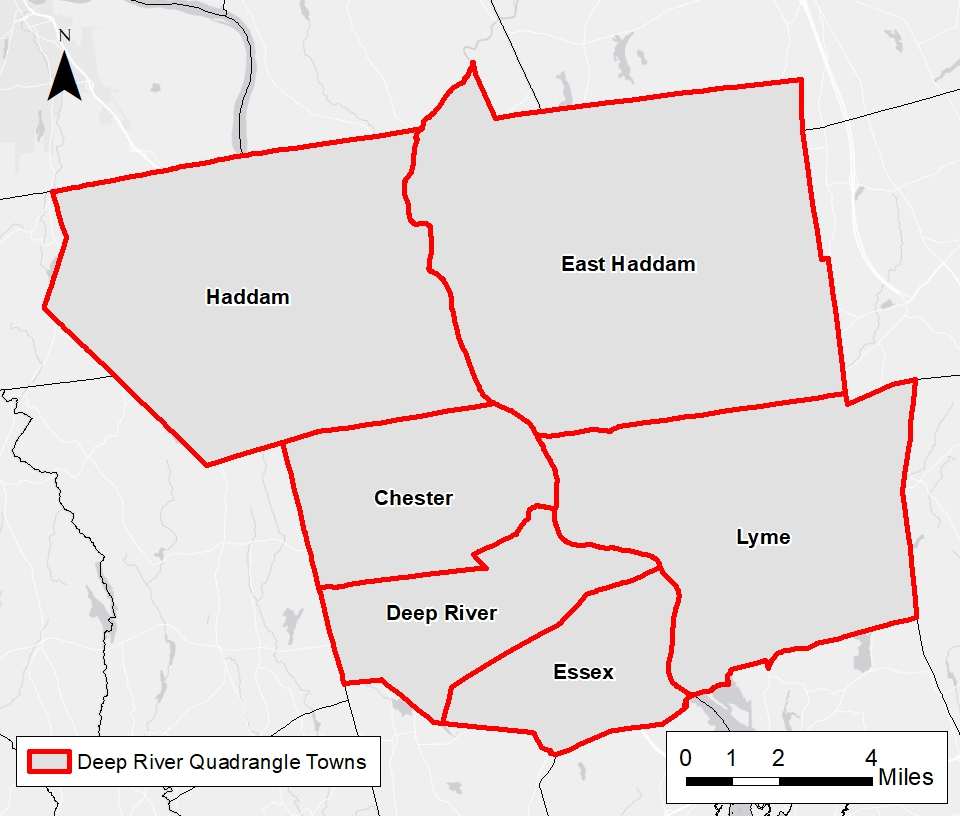 N
East Haddam
Haddam
Chester
Lyme
Deep River
Essex
Deep River Quadrangle Towns
0 1 2 4
Miles